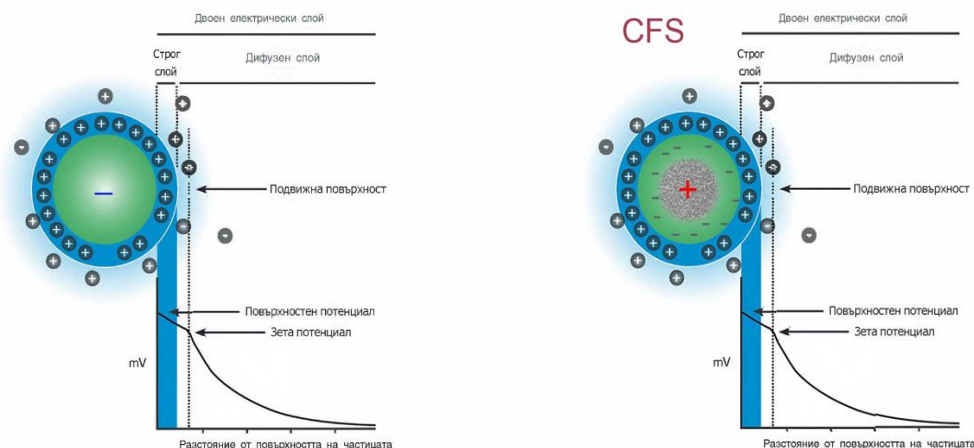 Двоен електрически слой
Строг
слой
Дифузен слой
Подвижна повърхност
Повърхностен потенциал
Зета потенциал
mV
Разстояние от повърхността на частицата
CFS
Двоен електрически слой
Строг
слой
Дифузен слой
Подвижна повърхност
Повърхностен потенциал
Зета потенциал
mV
Разстояние от повърхността на частицата